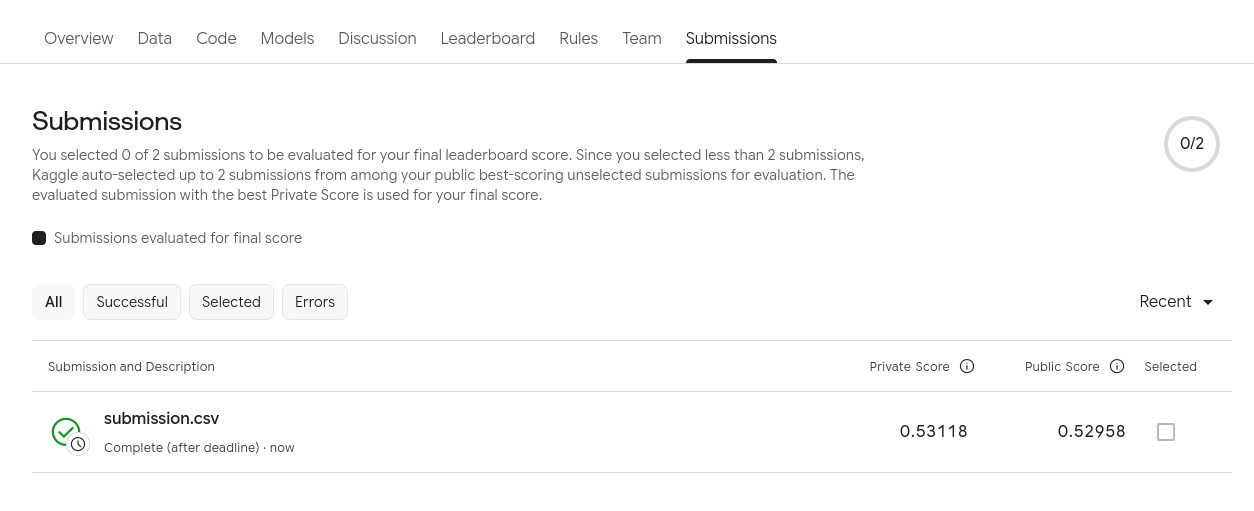 Overview Data Code Models Discussion Leaderboard Rules Team Submissions
Submissions
0/2
You selected 0 of 2 submissions to be evaluated for your final leaderboard score. Since you selected less than 2 submissions,
Kaggle auto-selected up to 2 submissions from among your public best-scoring unselected submissions for evaluation. The
evaluated submission with the best Private Score is used for your final score.
Submissions evaluated for final score
All Successful Selected Errors Recent
Submission and Description Private Score Public Score Selected
submission.csv
0.53118 0.52958
Complete (after deadline) · now